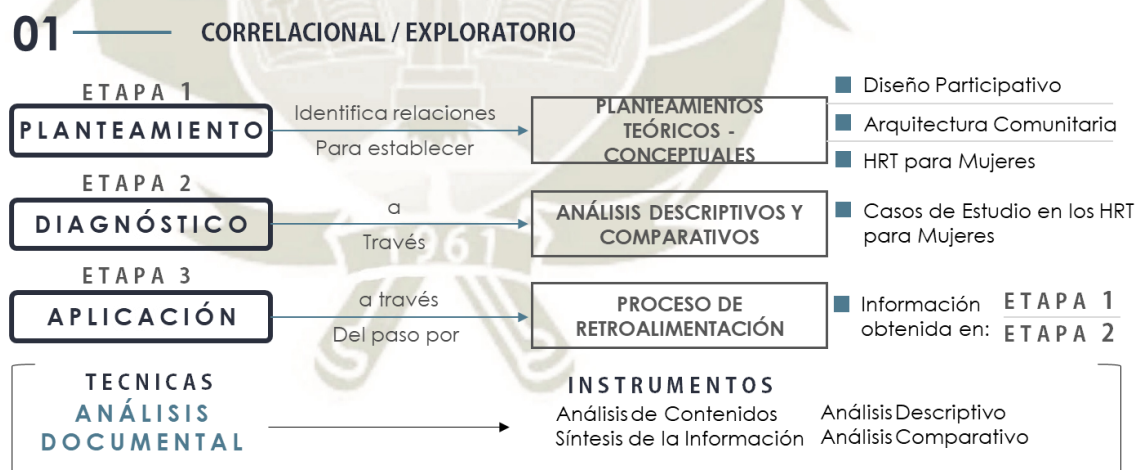 01 CORRELACIONAL / EXPLORATORIO
ETAPA 1
PLANTEAMIENTO
Identifica relaciones
Para establecer
PLANTEAMIENTOS
TEÓRICOS -
CONCEPTUALES
Diseño Participativo
Arquitectura Comunitaria
HRT para Mujeres
ETAPA 2
DIAGNÓSTICO
a
Través
ANÁLISIS DESCRIPTIVOS Y
COMPARATIVOS
Casos de Estudio en los HRT
para Mujeres
ETAPA 3
APLICACIÓN
a través
Del paso por
PROCESO DE
RETROALIMENTACIÓN
Información
obtenida en:
ETAPA 1
ETAPA 2
TECNICAS
ANÁLISIS
DOCUMENTAL
INSTRUMENTOS
Análisis de Contenidos
Síntesis de la Información
Análisis Descriptivo
Análisis Comparativo
1961